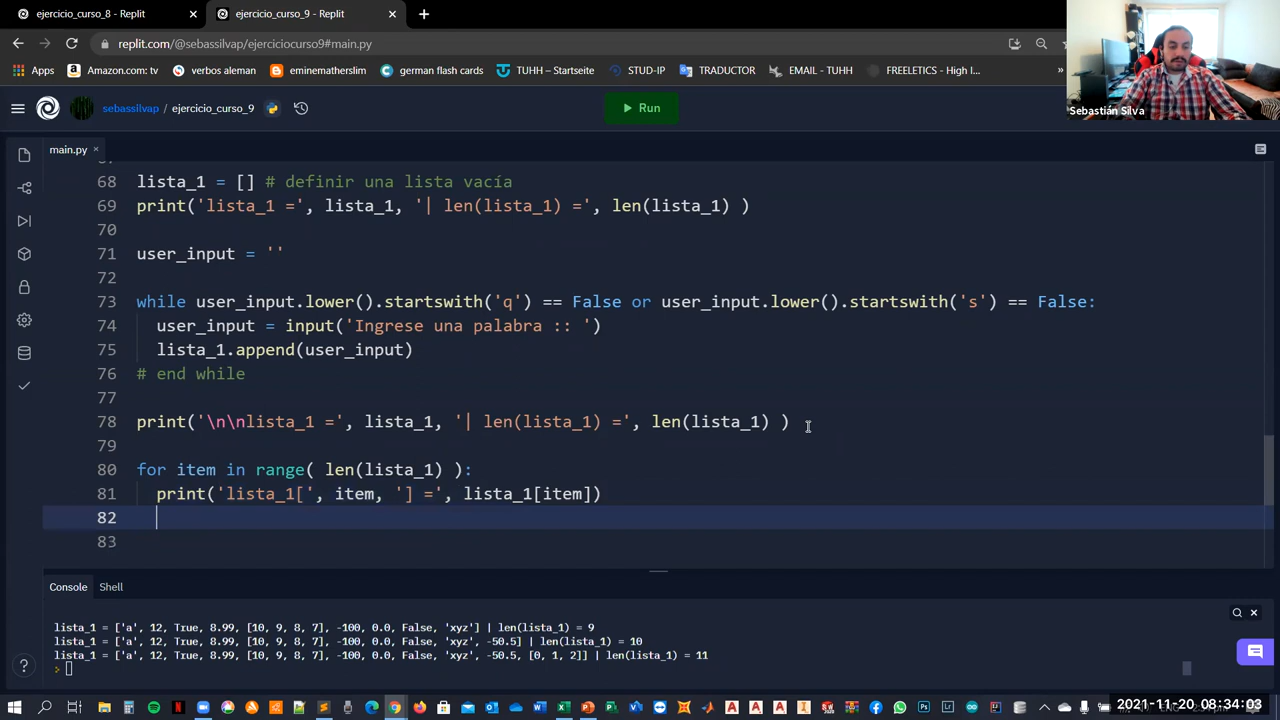 ejercicio_curso_8 - Replit
ejercicio_curso_9 - Replit
replit.com/@sebassilvap/ejerciciocurso9#main.py
Apps
Amazon.com: tv
verbos aleman
eminematherslim
german flash card
TUHH – Startseite
STUD-IP
TRADUCTOR
EMAIL - TUHH
FREELETICS - High I...
»
Sebastián Silva
sebassilvap / ejercicio_curso_9
Run
main.py
68 lista_1 = [] # definir una lista vacía
69 print('lista_1 =', lista_1, '| len(lista_1) =', len(lista_1) )
70
71 user_input = ''
72
73 while user_input.lower().startswith('q') == False or user_input.lower().startswith('s') == False:
74 user_input = input('Ingrese una palabra :: ')
75 lista_1.append(user_input)
76 # end while
77
78 print('\n\nlista_1 =', lista_1, '| len(lista_1) =', len(lista_1) )
79
80 for item in range( len(lista_1) ):
81 print('lista_1[', item, '] =', lista_1[item])
82
83
Console
Shell
lista_1 = ['a', 12, True, 8.99, [10, 9, 8, 7], -100, 0.0, False, 'xyz'] | len(lista_1) = 9
lista_1 = ['a', 12, True, 8.99, [10, 9, 8, 7], -100, 0.0, False, 'xyz', -50.5] | len(lista_1) = 10
lista_1 = ['a', 12, True, 8.99, [10, 9, 8, 7], -100, 0.0, False, 'xyz', -50.5, [0, 1, 2]] | len(lista_1) = 11
2021-11-20 08:34:03